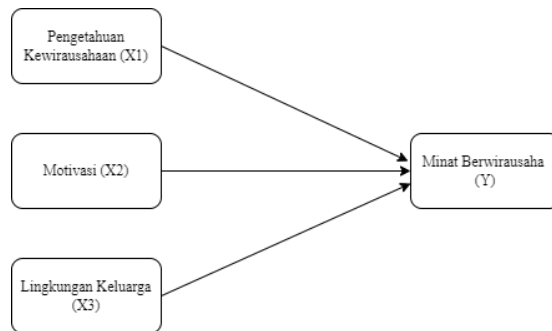 Pengetahuan
Kewirausahaan (X1)
Motivasi (X2)
Minat Berwirausaha
(Y)
Lingkungan Keluarga
(X3)